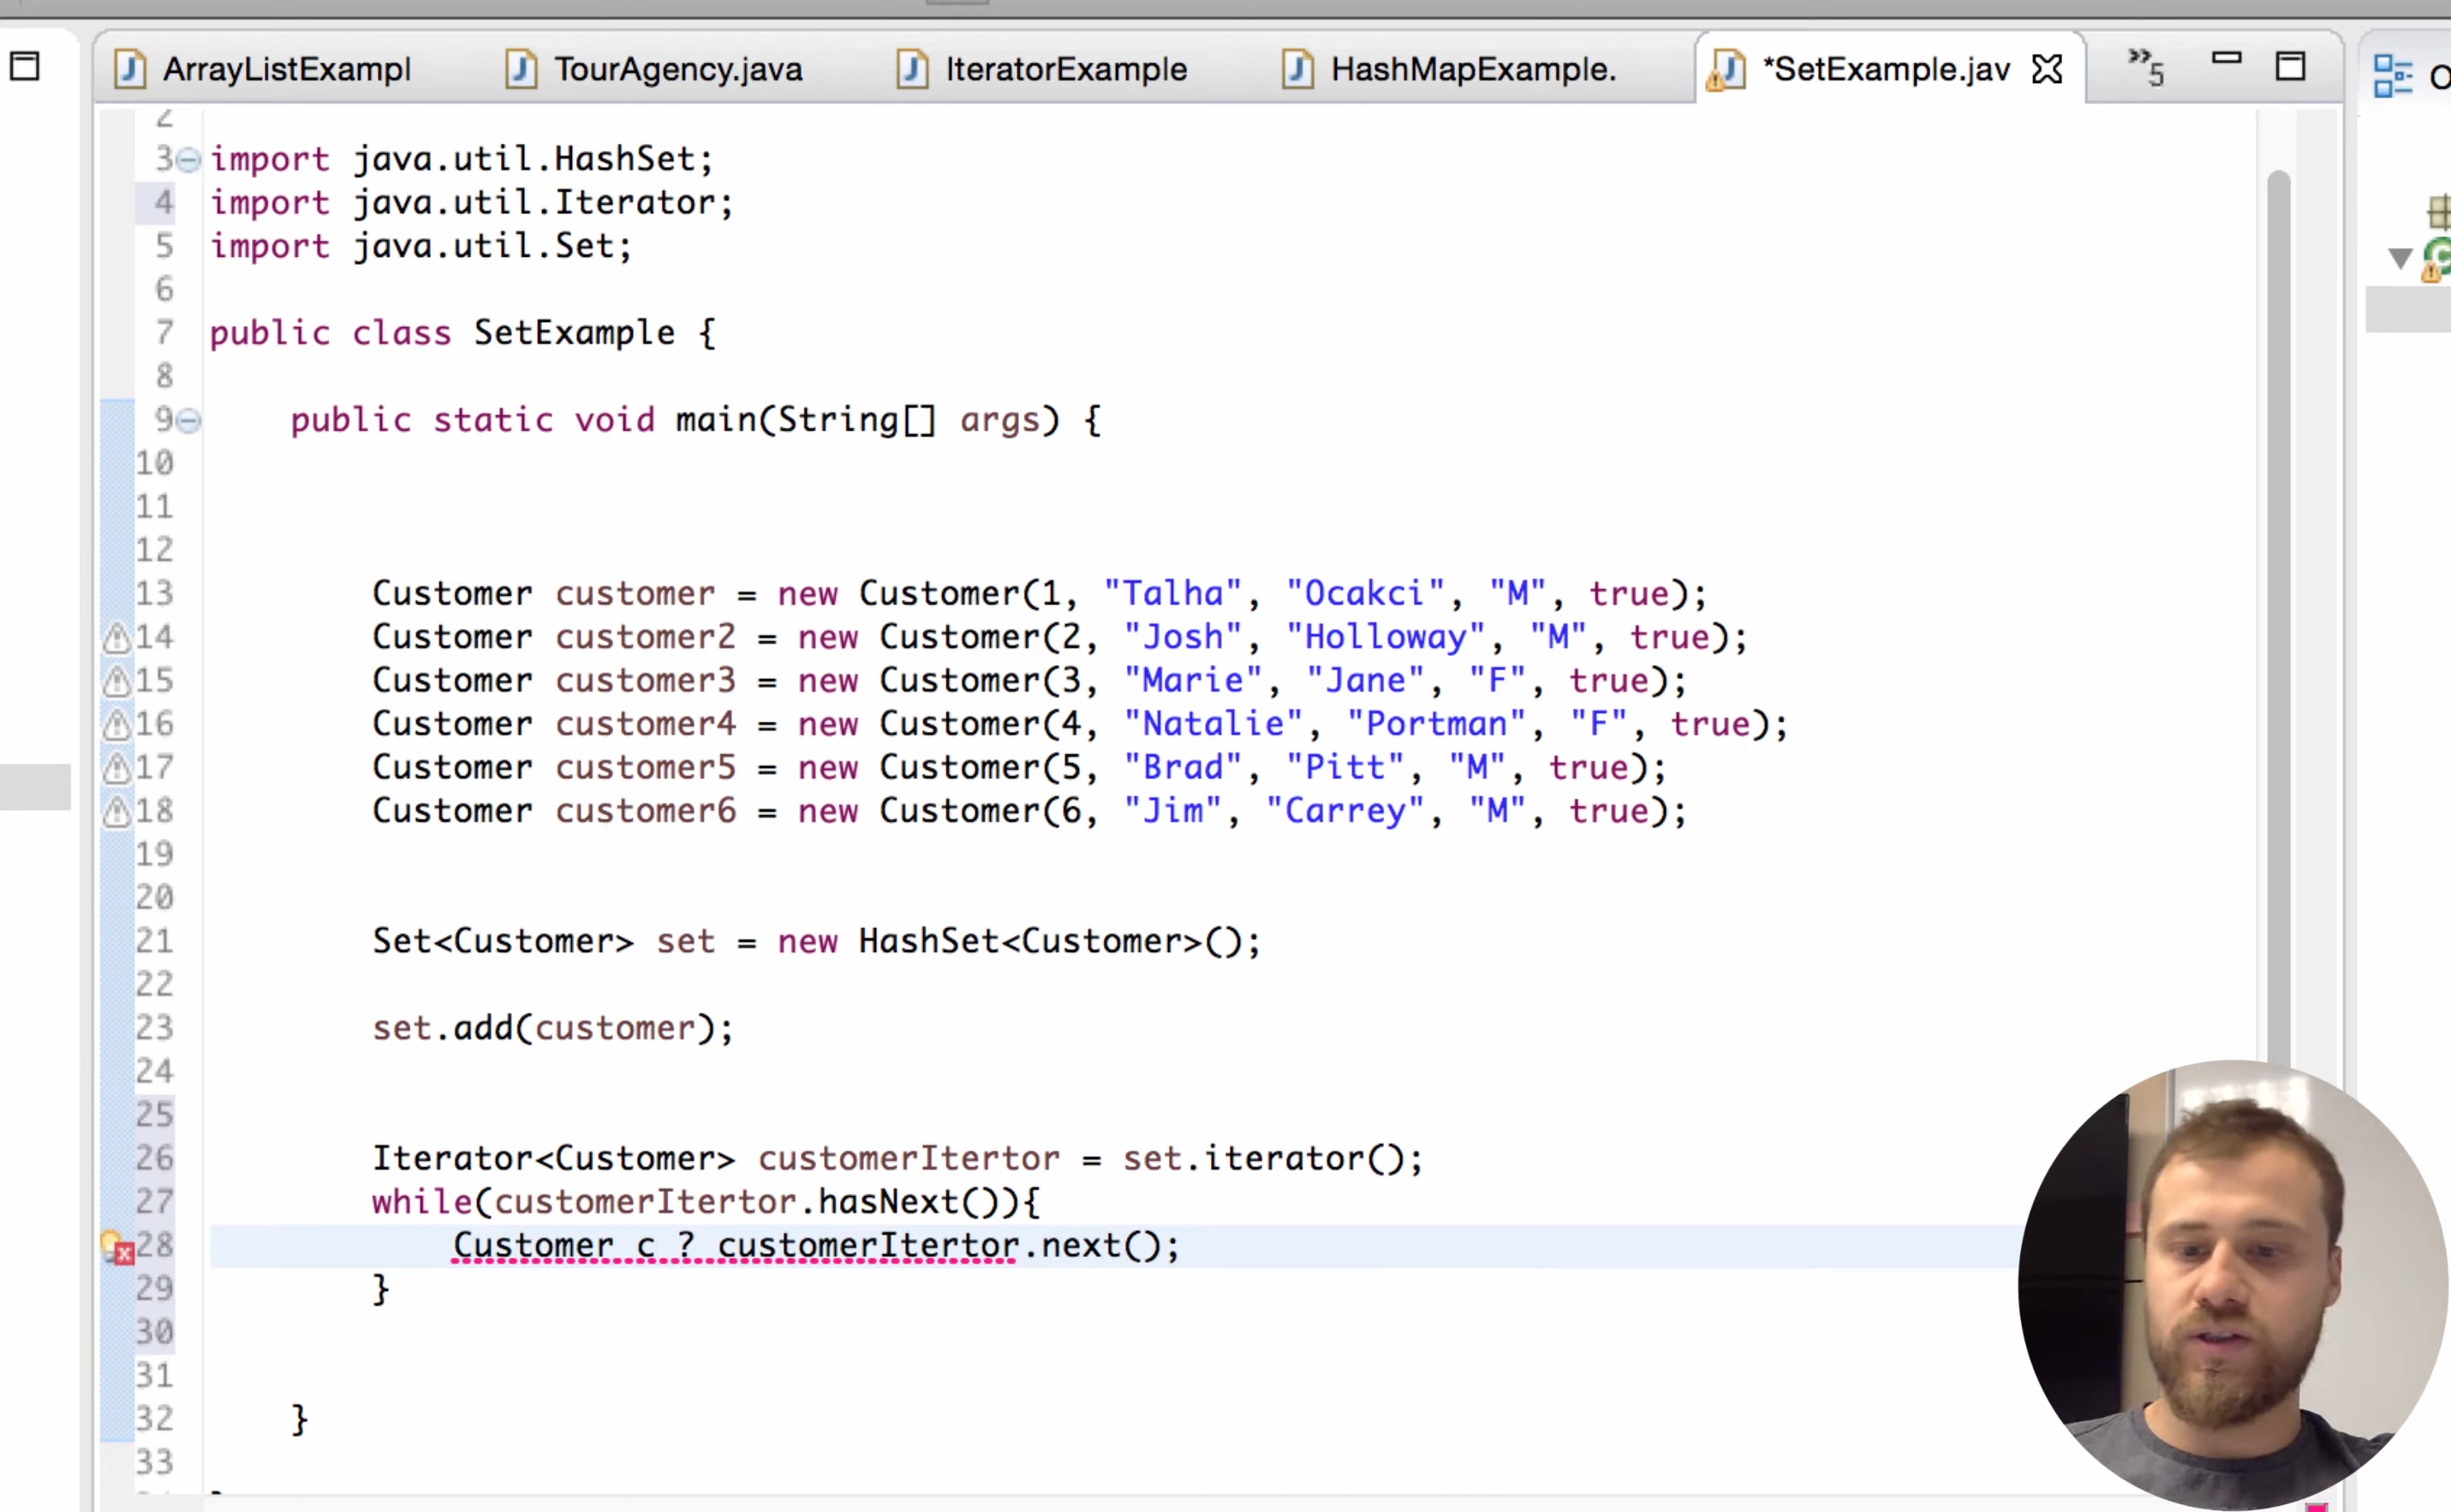 ArrayListExampl TourAgency.java IteratorExample HashMapExample. *SetExample.jav 5
2
3 import java.util.HashSet;
4 import java.util.Iterator;
5 import java.util.Set;
6
7 public class SetExample {
8
9 public static void main(String[] args) {
10
11
12
13 Customer customer = new Customer(1, "Talha", "Ocakci", "M", true);
14 Customer customer2 = new Customer(2, "Josh", "Holloway", "M", true);
15 Customer customer3 = new Customer(3, "Marie", "Jane", "F", true);
16 Customer customer4 = new Customer(4, "Natalie", "Portman", "F", true);
17 Customer customer5 = new Customer(5, "Brad", "Pitt", "M", true);
18 Customer customer6 = new Customer(6, "Jim", "Carrey", "M", true);
19
20
21 Set<Customer> set = new HashSet<Customer>();
22
23 set.add(customer);
24
25
26 Iterator<Customer> customerItertor = set.iterator();
27 while(customerItertor.hasNext()){
28 Customer c ? customerItertor.next();
29 }
30
31
32 }
33